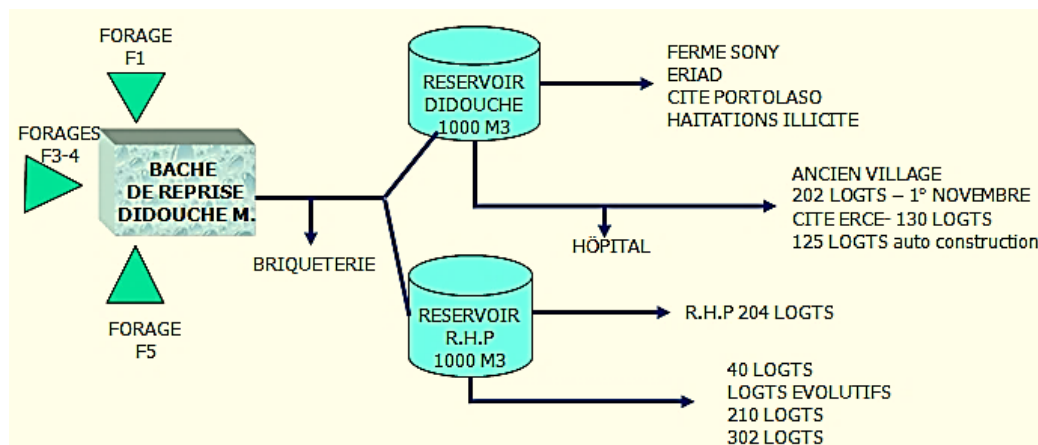 FORAGE
F1
FORAGES
F3-4
BACHE
DE REPRISE
DIDOUCHE M.
FORAGE
F5
BRIQUETERIE
RESERVOIR
DIDOUCHE
1000 M3
FERME SONY
ERIAD
CITE PORTOLASO
HAITATIONS ILLICITE
HÖPITAL
ANCIEN VILLAGE
202 LOGTS – 1° NOVEMBRE
CITE ERCE- 130 LOGTS
125 LOGTS auto construction
RESERVOIR
R.H.P
1000 M3
R.H.P 204 LOGTS
40 LOGTS
LOGTS EVOLUTIFS
210 LOGTS
302 LOGTS